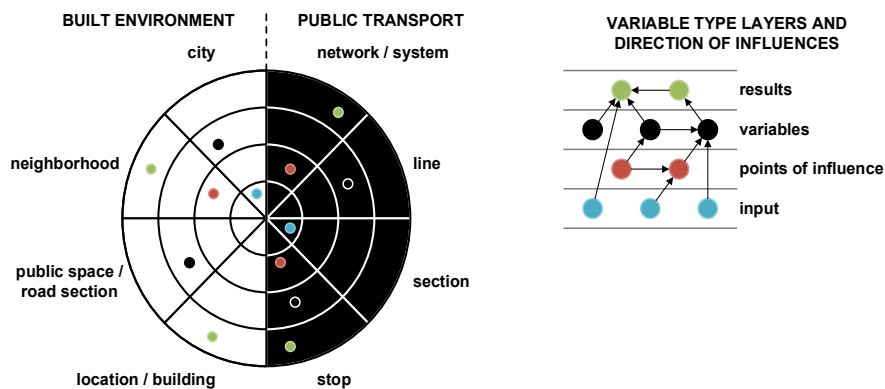 BUILT ENVIRONMENT
PUBLIC TRANSPORT
city
network / system
neighborhood
line
public space /
road section
section
location / building
stop
VARIABLE TYPE LAYERS AND
DIRECTION OF INFLUENCES
results
variables
points of influence
input